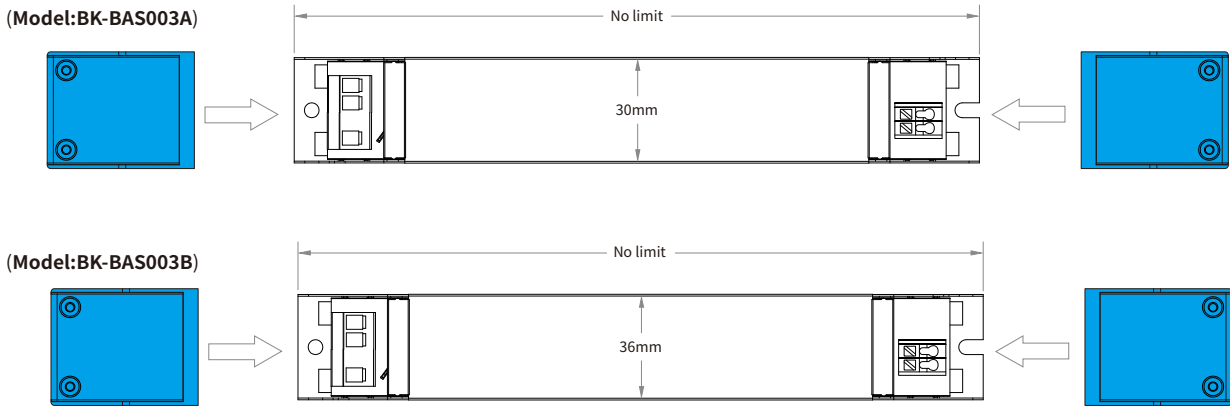 (Model:BK-BAS003A)
No limit
30mm
(Model:BK-BAS003B)
No limit
36mm